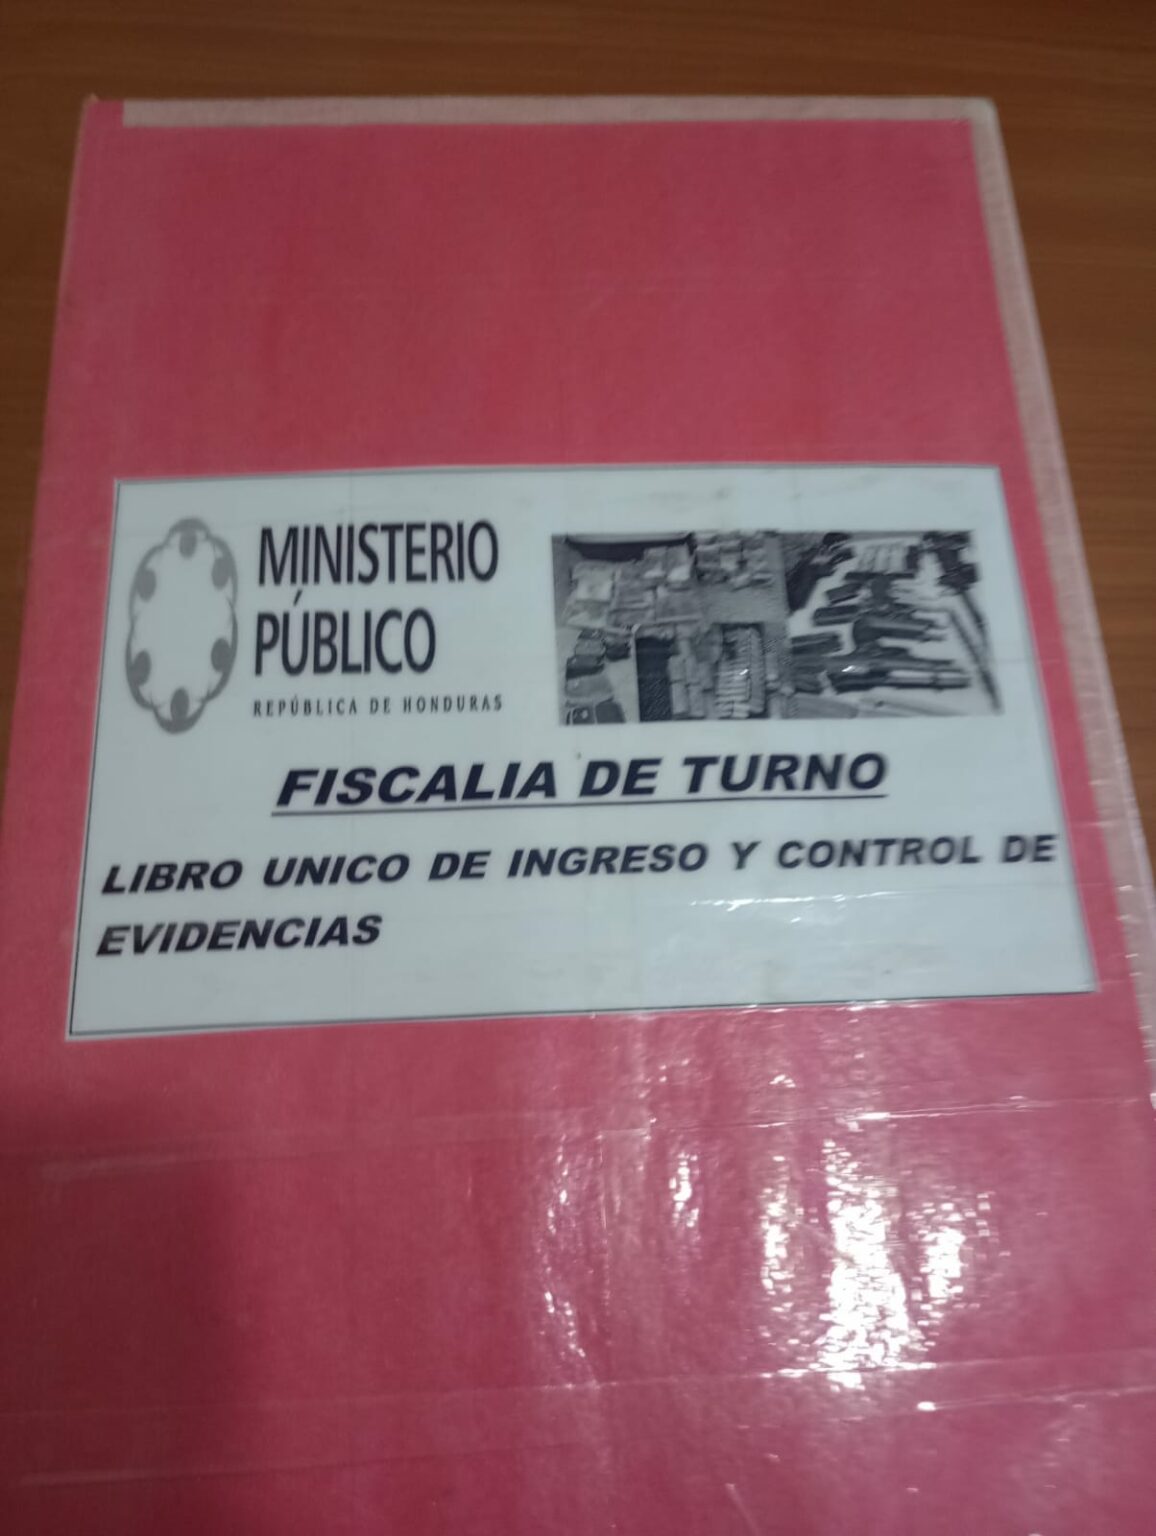 MINISTERIO
PÚBLICO
REPÚBLICA DE HONDURAS
FISCALIA DE TURNO
LIBRO UNICO DE INGRESO Y CONTROL DE
EVIDENCIAS